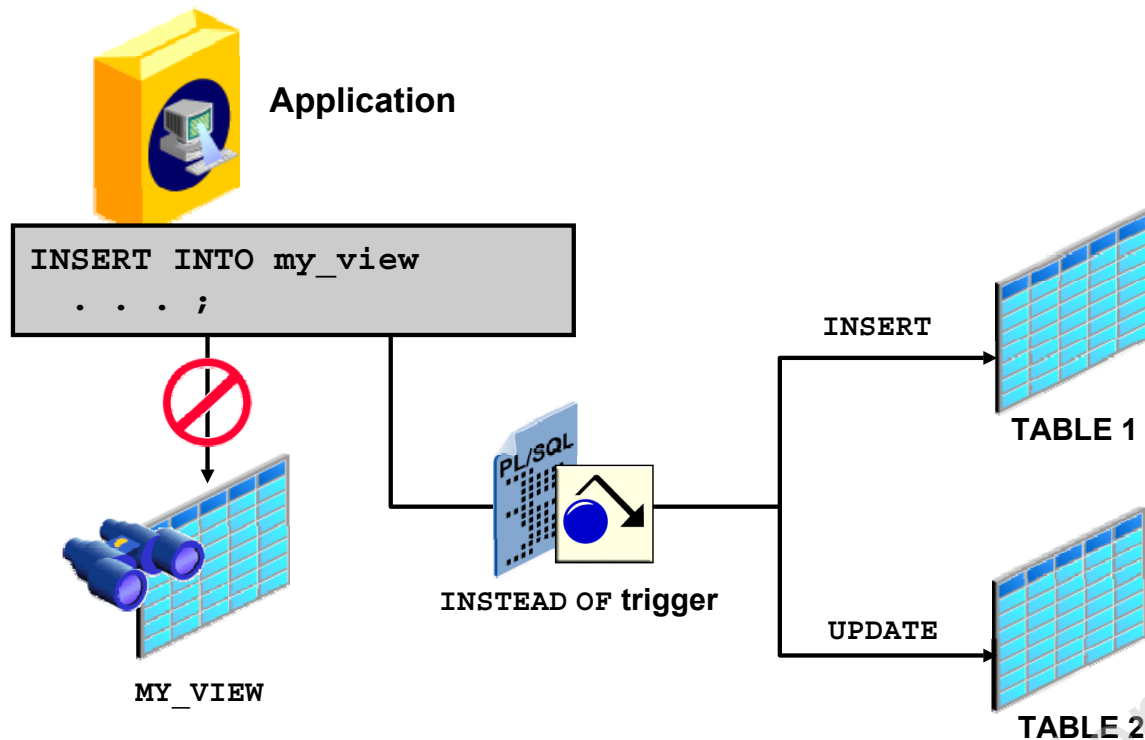 Application
INSERT INTO my_view
. . . ;
INSERT
TABLE 1
PL/SQL
INSTEAD OF trigger
MY_VIEW
UPDATE
TABLE 2